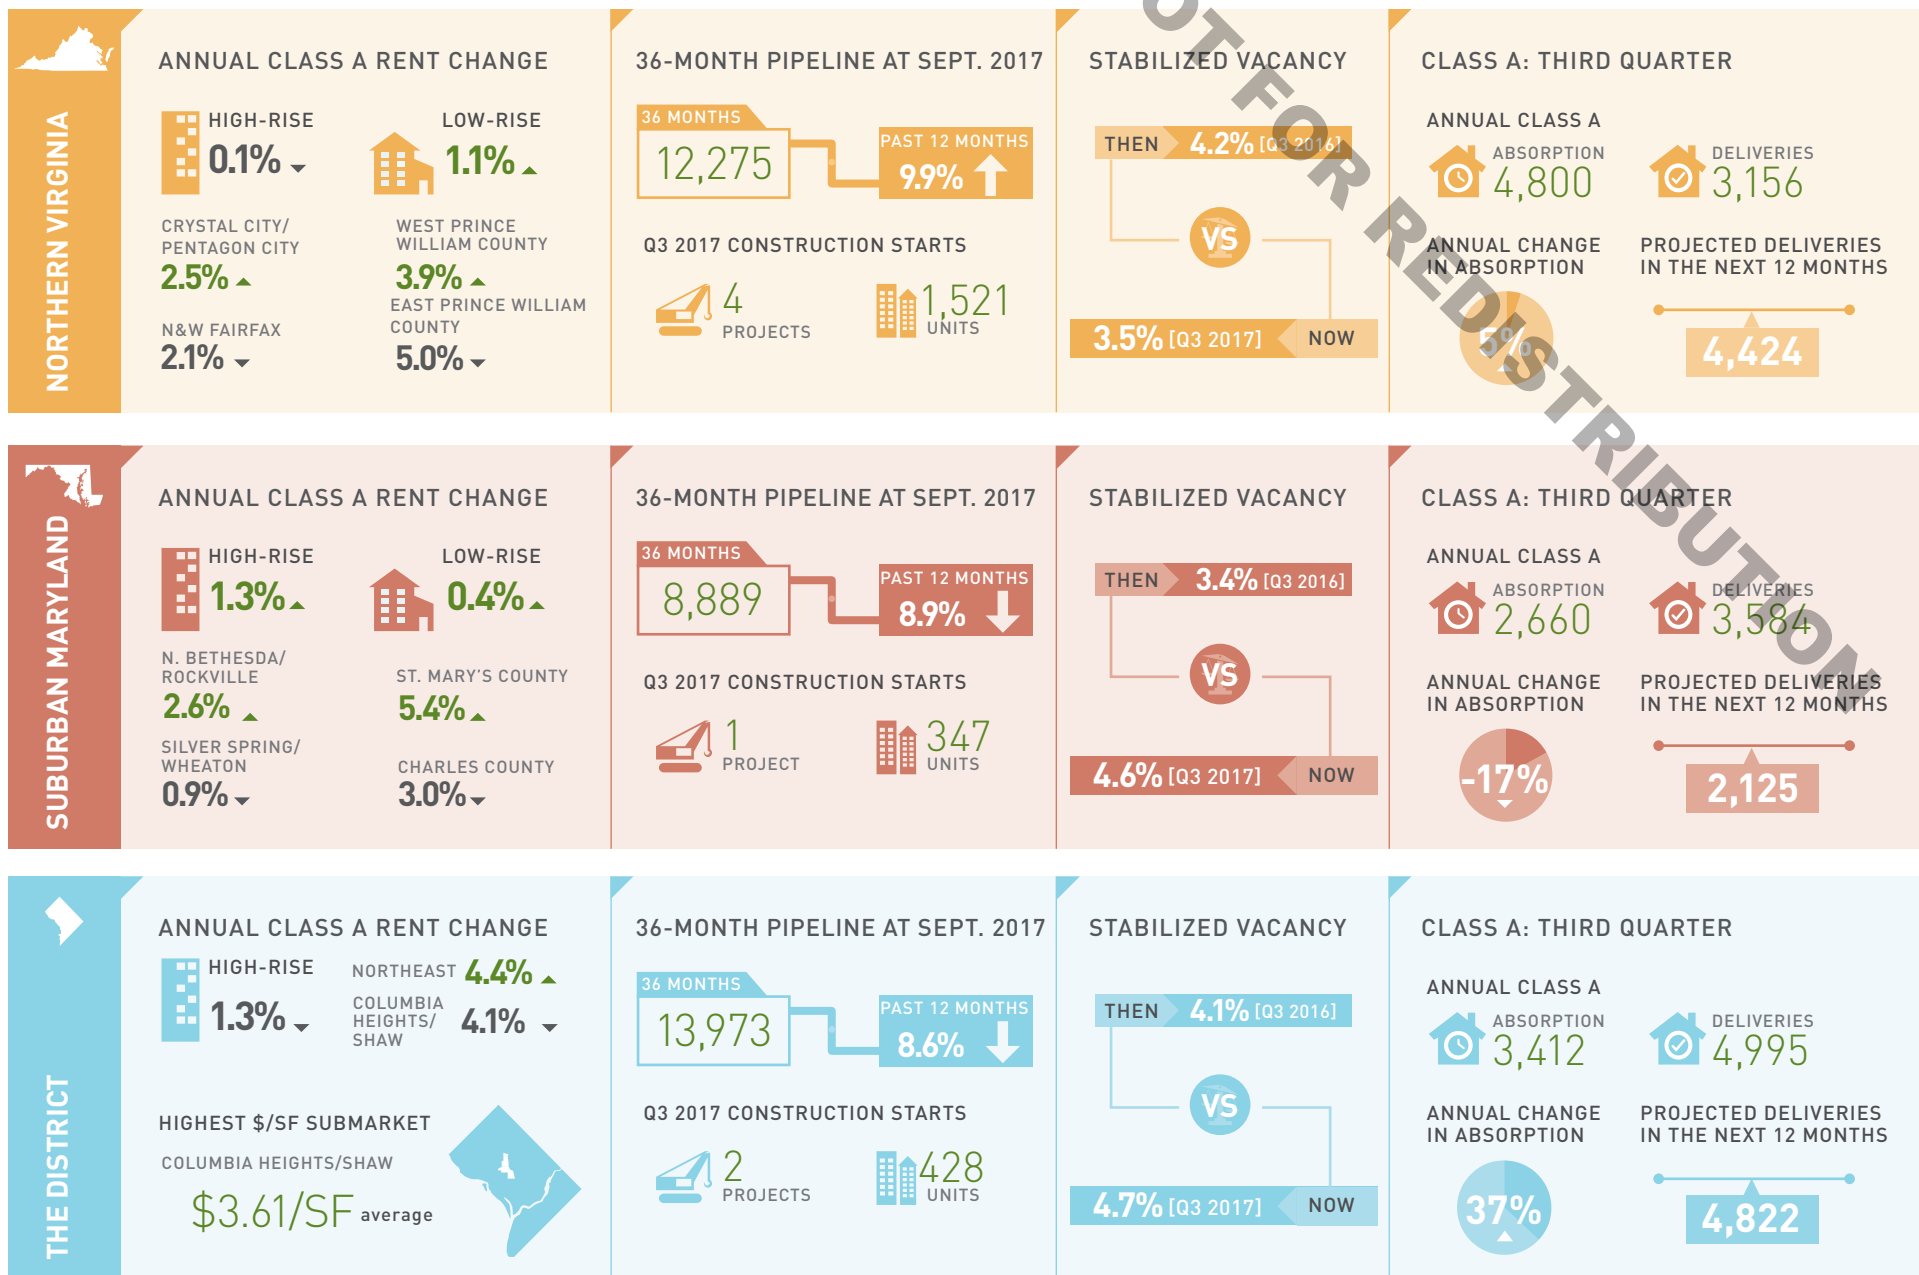 NORTHERN VIRGINIA
ANNUAL CLASS A RENT CHANGE
HIGH-RISE
0.1%
LOW-RISE
1.1%
CRYSTAL CITY/
PENTAGON CITY
2.5%
WEST PRINCE
WILLIAM COUNTY
3.9%
N&W FAIRFAX
2.1%
EAST PRINCE WILLIAM
COUNTY
5.0%
36-MONTH PIPELINE AT SEPT. 2017
36 MONTHS
12,275
PAST 12 MONTHS
9.9%
Q3 2017 CONSTRUCTION STARTS
4
PROJECTS
1,521
UNITS
STABILIZED VACANCY
THEN
4.2% [Q3 2016]
VS
3.5% [Q3 2017]
NOW
CLASS A: THIRD QUARTER
ANNUAL CLASS A
ABSORPTION
4,800
DELIVERIES
3,156
ANNUAL CHANGE
IN ABSORPTION
5%
PROJECTED DELIVERIES
IN THE NEXT 12 MONTHS
4,424
OT FOR REDISTRIBUTION
SUBURBAN MARYLAND
ANNUAL CLASS A RENT CHANGE
HIGH-RISE
1.3%
LOW-RISE
0.4%
N. BETHESDA/
ROCKVILLE
2.6%
ST. MARY'S COUNTY
5.4%
SILVER SPRING/
WHEATON
0.9%
CHARLES COUNTY
3.0%
36-MONTH PIPELINE AT SEPT. 2017
36 MONTHS
8,889
PAST 12 MONTHS
8.9%
Q3 2017 CONSTRUCTION STARTS
1
PROJECT
347
UNITS
STABILIZED VACANCY
THEN
3.4% [Q3 2016]
VS
4.6% [Q3 2017]
NOW
CLASS A: THIRD QUARTER
ANNUAL CLASS A
ABSORPTION
2,660
DELIVERIES
3,584
ANNUAL CHANGE
IN ABSORPTION
-17%
PROJECTED DELIVERIES
IN THE NEXT 12 MONTHS
2,125
THE DISTRICT
ANNUAL CLASS A RENT CHANGE
HIGH-RISE
1.3%
NORTHEAST 4.4%
COLUMBIA
HEIGHTS/
SHAW
4.1%
HIGHEST $/SF SUBMARKET
COLUMBIA HEIGHTS/SHAW
$3.61/SF average
36-MONTH PIPELINE AT SEPT. 2017
36 MONTHS
13,973
PAST 12 MONTHS
8.6%
Q3 2017 CONSTRUCTION STARTS
2
PROJECTS
428
UNITS
STABILIZED VACANCY
THEN
4.1% [Q3 2016]
VS
4.7% [Q3 2017]
NOW
CLASS A: THIRD QUARTER
ANNUAL CLASS A
ABSORPTION
3,412
DELIVERIES
4,995
ANNUAL CHANGE
IN ABSORPTION
37%
PROJECTED DELIVERIES
IN THE NEXT 12 MONTHS
4,822